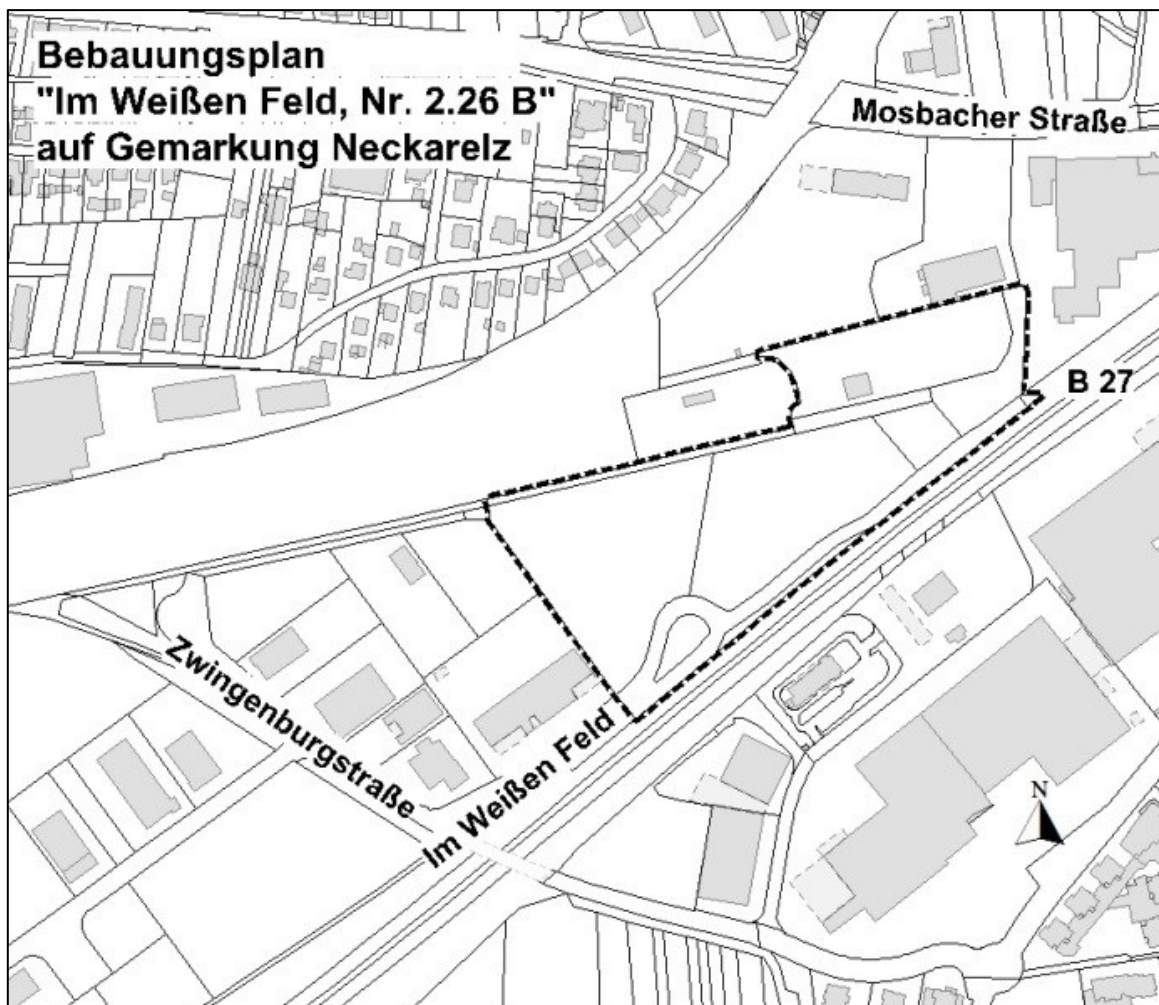 Bebauungsplan
"Im Weißen Feld, Nr. 2.26 B"
auf Gemarkung Neckarelz
Mosbacher Straße
B 27
Zwingenburgstraße
Im Weißen Feld
N